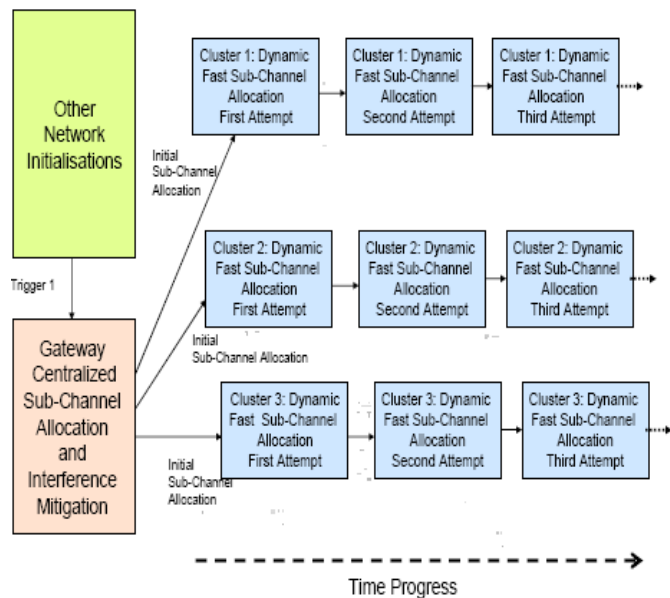 Other
Network
Initialisations
Trigger 1
Gateway
Centralized
Sub-Channel
Allocation
and
Interference
Mitigation
Cluster 1: Dynamic
Fast Sub-Channel
Allocation
First Attempt
Cluster 1: Dynamic
Fast Sub-Channel
Allocation
Second Attempt
Cluster 1: Dynamic
Fast Sub-Channel
Allocation
Third Attempt
Initial
Sub-Channel
Allocation
Cluster 2: Dynamic
Fast Sub-Channel
Allocation
First Attempt
Cluster 2: Dynamic
Fast Sub-Channel
Allocation
Second Attempt
Cluster 2: Dynamic
Fast Sub-Channel
Allocation
Third Attempt
Initial
Sub-Channel Allocation
Cluster 3: Dynamic
Fast Sub-Channel
Allocation
First Attempt
Cluster 3: Dynamic
Fast Sub-Channel
Allocation
Second Attempt
Cluster 3: Dynamic
Fast Sub-Channel
Allocation
Third Attempt
Initial
Sub-Channel
Allocation
Time Progress